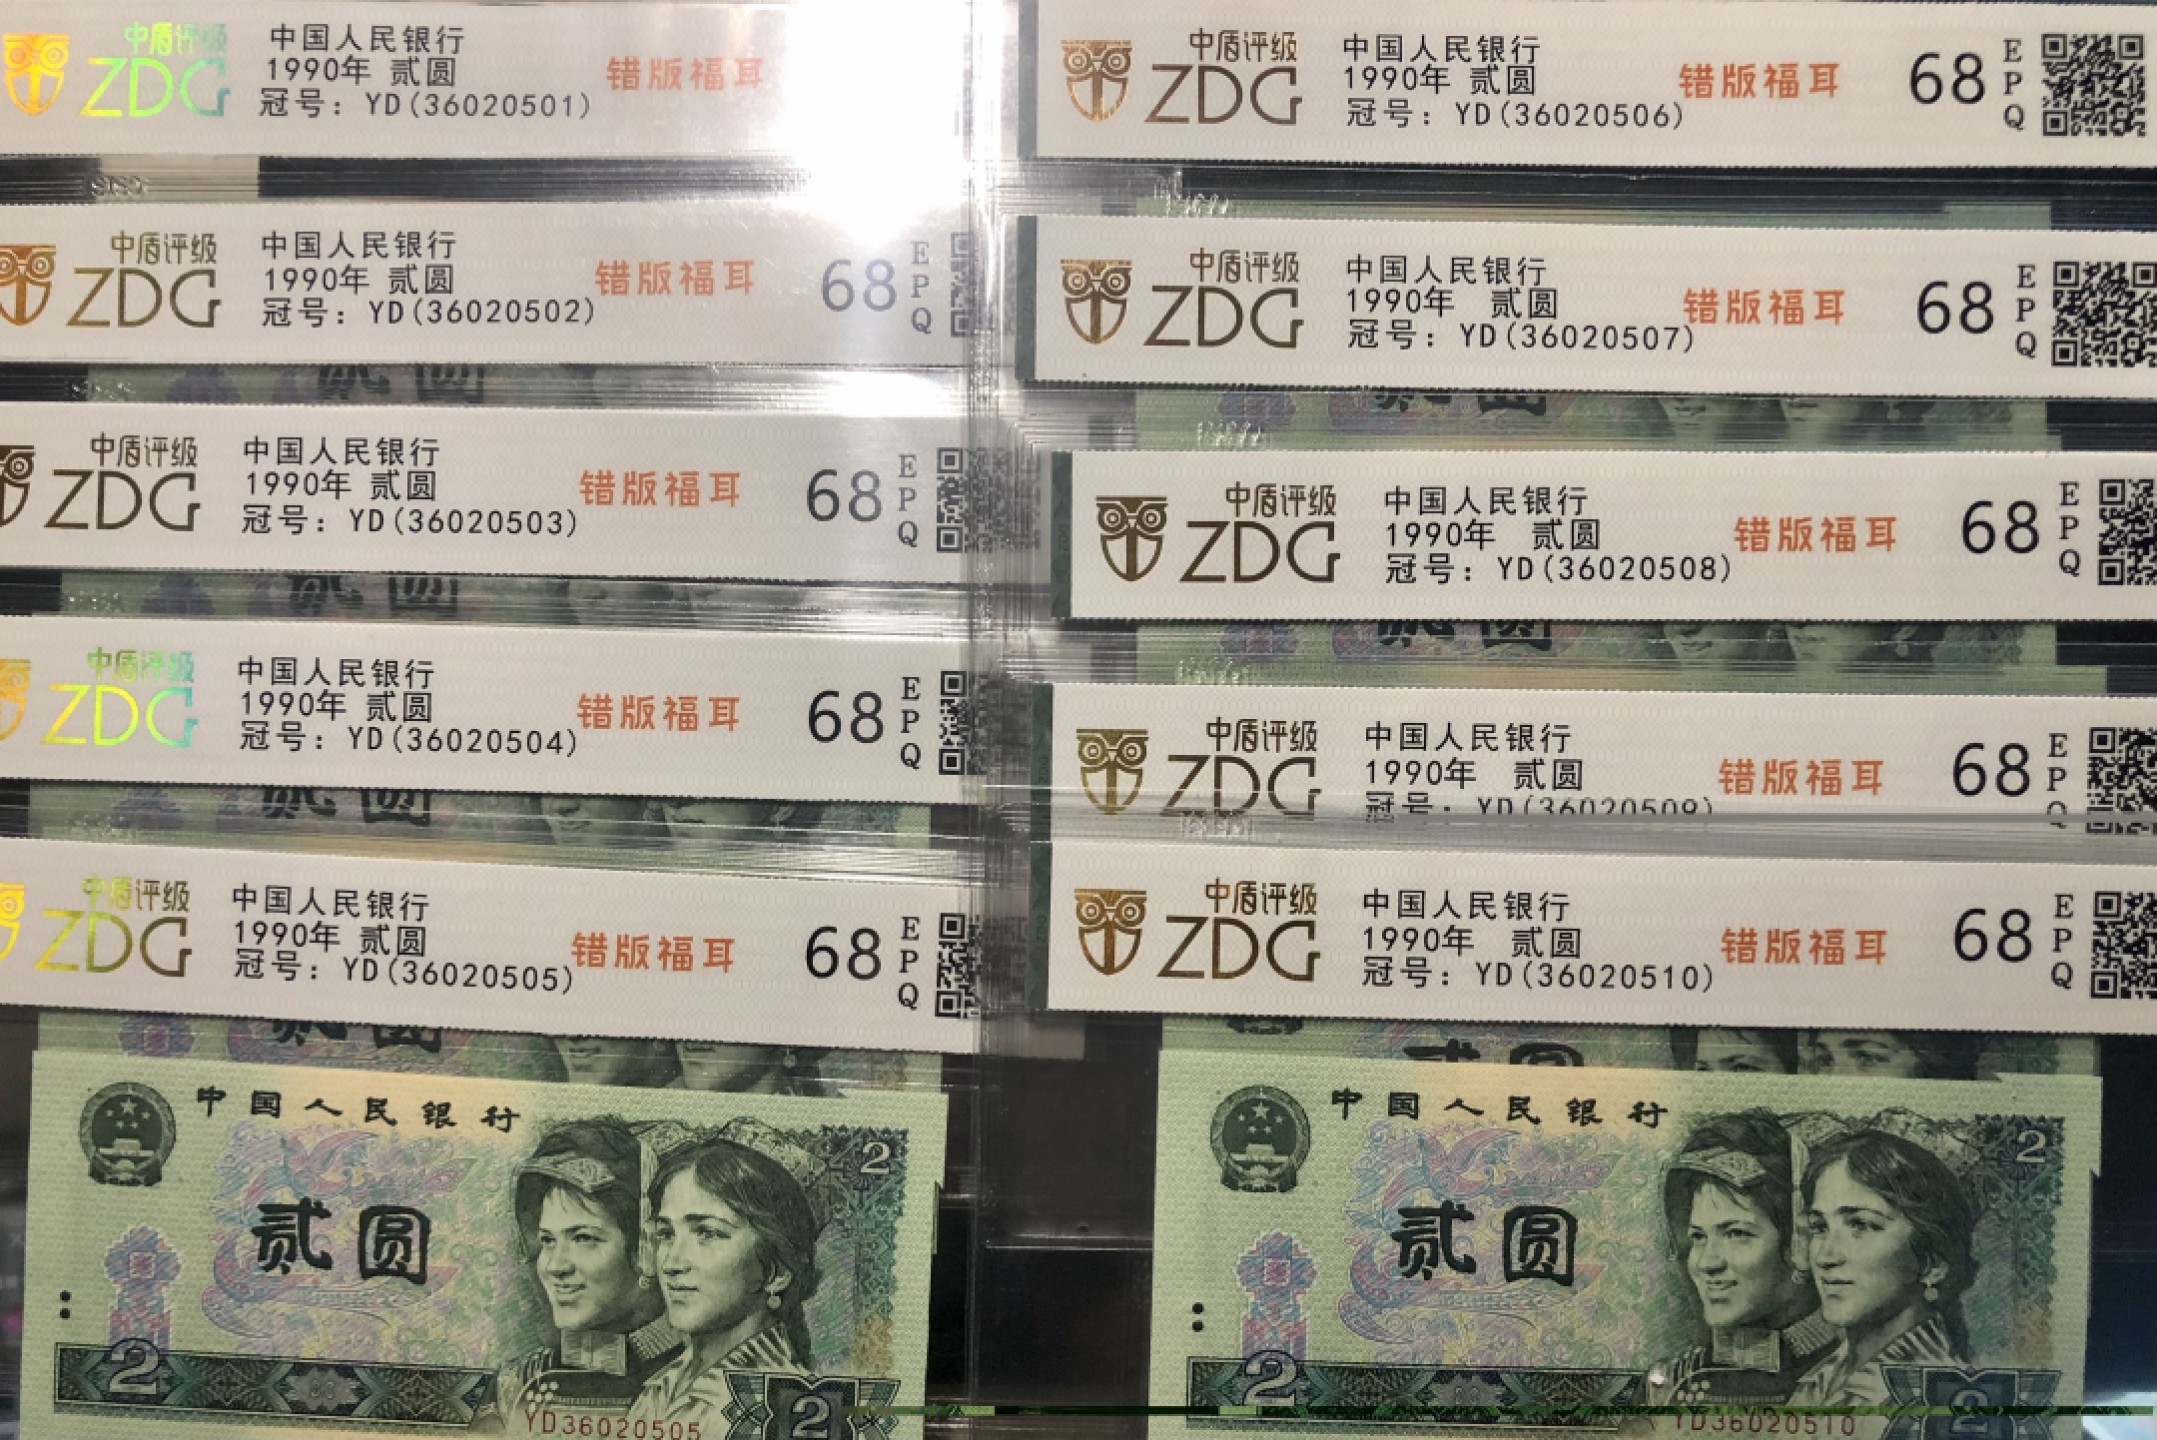 中盾评级
ZDG
中国人民银行
1990年 贰圆
冠号：YD(36020501)
错版福耳
中盾评级
ZDG
中国人民银行
1990年 贰圆
冠号：YD(36020502)
错版福耳
68
EPQ
中盾评级
ZDG
中国人民银行
1990年 贰圆
冠号：YD(36020503)
错版福耳
68
EPQ
中盾评级
ZDG
中国人民银行
1990年 贰圆
冠号：YD(36020504)
错版福耳
68
EPQ
中盾评级
ZDG
中国人民银行
1990年 贰圆
冠号：YD(36020505)
错版福耳
68
EPQ
中国人民银行
2
贰圆
2
2
YD36020505
中盾评级
ZDG
中国人民银行
1990年 贰圆
冠号：YD(36020506)
错版福耳
68
EPQ
中盾评级
ZDG
中国人民银行
1990年 贰圆
冠号：YD(36020507)
错版福耳
68
EPQ
中盾评级
ZDG
中国人民银行
1990年 贰圆
冠号：YD(36020508)
错版福耳
68
EPQ
中盾评级
ZDG
中国人民银行
1990年 贰圆
冠号：YD(36020509)
错版福耳
68
EPQ
中盾评级
ZDG
中国人民银行
1990年 贰圆
冠号：YD(36020510)
错版福耳
68
EPQ
中国人民银行
2
贰圆
2
2
YD36020510